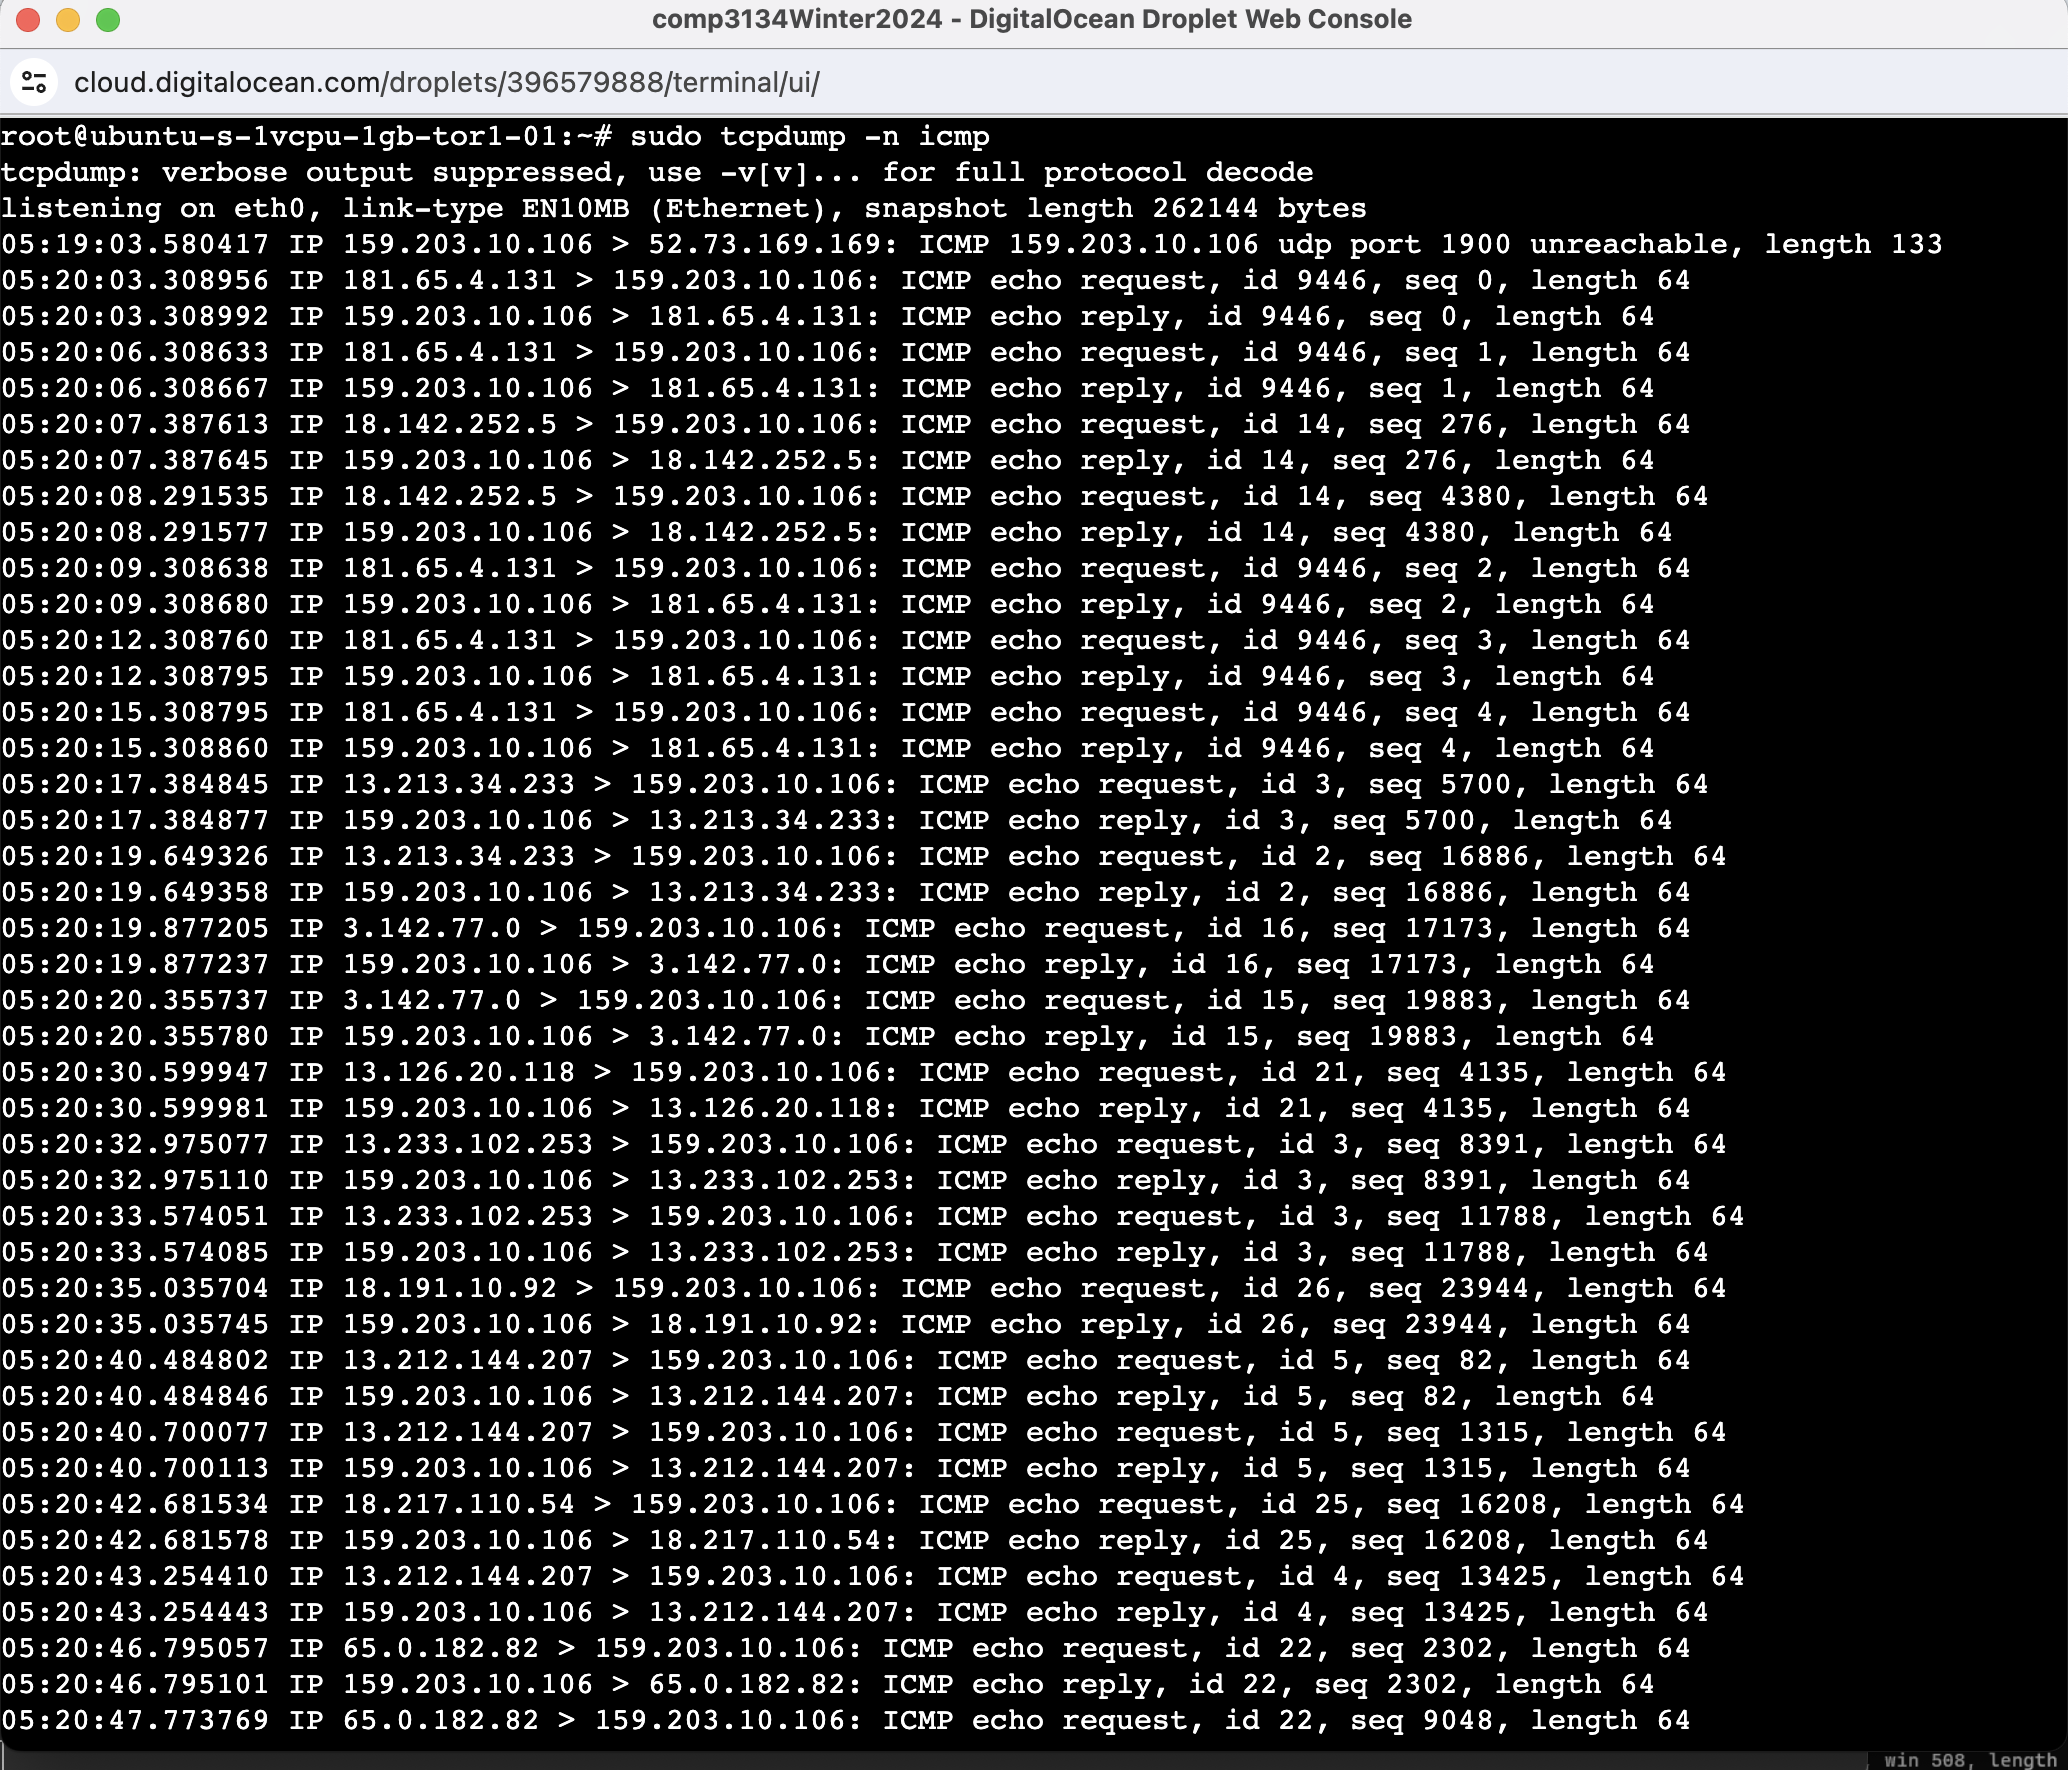 comp3134Winter2024 - DigitalOcean Droplet Web Console
cloud.digitalocean.com/droplets/396579888/terminal/ui/
root@ubuntu-s-1vcpu-1gb-tor1-01:~# sudo tcpdump -n icmp
tcpdump: verbose output suppressed, use -v[v]... for full protocol decode
listening on eth0, link-type EN10MB (Ethernet), snapshot length 262144 bytes
05:19:03.580417 IP 159.203.10.106 > 52.73.169.169: ICMP 159.203.10.106 udp port 1900 unreachable, length 133
05:20:03.308956 IP 181.65.4.131 > 159.203.10.106: ICMP echo request, id 9446, seq 0, length 64
05:20:03.308992 IP 159.203.10.106 > 181.65.4.131: ICMP echo reply, id 9446, seq 0, length 64
05:20:06.308633 IP 181.65.4.131 > 159.203.10.106: ICMP echo request, id 9446, seq 1, length 64
05:20:06.308667 IP 159.203.10.106 > 181.65.4.131: ICMP echo reply, id 9446, seq 1, length 64
05:20:07.387613 IP 18.142.252.5 > 159.203.10.106: ICMP echo request, id 14, seq 276, length 64
05:20:07.387645 IP 159.203.10.106 > 18.142.252.5: ICMP echo reply, id 14, seq 276, length 64
05:20:08.291535 IP 18.142.252.5 > 159.203.10.106: ICMP echo request, id 14, seq 4380, length 64
05:20:08.291577 IP 159.203.10.106 > 18.142.252.5: ICMP echo reply, id 14, seq 4380, length 64
05:20:09.308638 IP 181.65.4.131 > 159.203.10.106: ICMP echo request, id 9446, seq 2, length 64
05:20:09.308680 IP 159.203.10.106 > 181.65.4.131: ICMP echo reply, id 9446, seq 2, length 64
05:20:12.308760 IP 181.65.4.131 > 159.203.10.106: ICMP echo request, id 9446, seq 3, length 64
05:20:12.308795 IP 159.203.10.106 > 181.65.4.131: ICMP echo reply, id 9446, seq 3, length 64
05:20:15.308795 IP 181.65.4.131 > 159.203.10.106: ICMP echo request, id 9446, seq 4, length 64
05:20:15.308860 IP 159.203.10.106 > 181.65.4.131: ICMP echo reply, id 9446, seq 4, length 64
05:20:17.384845 IP 13.213.34.233 > 159.203.10.106: ICMP echo request, id 3, seq 5700, length 64
05:20:17.384877 IP 159.203.10.106 > 13.213.34.233: ICMP echo reply, id 3, seq 5700, length 64
05:20:19.649326 IP 13.213.34.233 > 159.203.10.106: ICMP echo request, id 2, seq 16886, length 64
05:20:19.649358 IP 159.203.10.106 > 13.213.34.233: ICMP echo reply, id 2, seq 16886, length 64
05:20:19.877205 IP 3.142.77.0 > 159.203.10.106: ICMP echo request, id 16, seq 17173, length 64
05:20:19.877237 IP 159.203.10.106 > 3.142.77.0: ICMP echo reply, id 16, seq 17173, length 64
05:20:20.355737 IP 3.142.77.0 > 159.203.10.106: ICMP echo request, id 15, seq 19883, length 64
05:20:20.355780 IP 159.203.10.106 > 3.142.77.0: ICMP echo reply, id 15, seq 19883, length 64
05:20:30.599947 IP 13.126.20.118 > 159.203.10.106: ICMP echo request, id 21, seq 4135, length 64
05:20:30.599981 IP 159.203.10.106 > 13.126.20.118: ICMP echo reply, id 21, seq 4135, length 64
05:20:32.975077 IP 13.233.102.253 > 159.203.10.106: ICMP echo request, id 3, seq 8391, length 64
05:20:32.975110 IP 159.203.10.106 > 13.233.102.253: ICMP echo reply, id 3, seq 8391, length 64
05:20:33.574051 IP 13.233.102.253 > 159.203.10.106: ICMP echo request, id 3, seq 11788, length 64
05:20:33.574085 IP 159.203.10.106 > 13.233.102.253: ICMP echo reply, id 3, seq 11788, length 64
05:20:35.035704 IP 18.191.10.92 > 159.203.10.106: ICMP echo request, id 26, seq 23944, length 64
05:20:35.035745 IP 159.203.10.106 > 18.191.10.92: ICMP echo reply, id 26, seq 23944, length 64
05:20:40.484802 IP 13.212.144.207 > 159.203.10.106: ICMP echo request, id 5, seq 82, length 64
05:20:40.484846 IP 159.203.10.106 > 13.212.144.207: ICMP echo reply, id 5, seq 82, length 64
05:20:40.700077 IP 13.212.144.207 > 159.203.10.106: ICMP echo request, id 5, seq 1315, length 64
05:20:40.700113 IP 159.203.10.106 > 13.212.144.207: ICMP echo reply, id 5, seq 1315, length 64
05:20:42.681534 IP 18.217.110.54 > 159.203.10.106: ICMP echo request, id 25, seq 16208, length 64
05:20:42.681578 IP 159.203.10.106 > 18.217.110.54: ICMP echo reply, id 25, seq 16208, length 64
05:20:43.254410 IP 13.212.144.207 > 159.203.10.106: ICMP echo request, id 4, seq 13425, length 64
05:20:43.254443 IP 159.203.10.106 > 13.212.144.207: ICMP echo reply, id 4, seq 13425, length 64
05:20:46.795057 IP 65.0.182.82 > 159.203.10.106: ICMP echo request, id 22, seq 2302, length 64
05:20:46.795101 IP 159.203.10.106 > 65.0.182.82: ICMP echo reply, id 22, seq 2302, length 64
05:20:47.773769 IP 65.0.182.82 > 159.203.10.106: ICMP echo request, id 22, seq 9048, length 64
, win 508, length